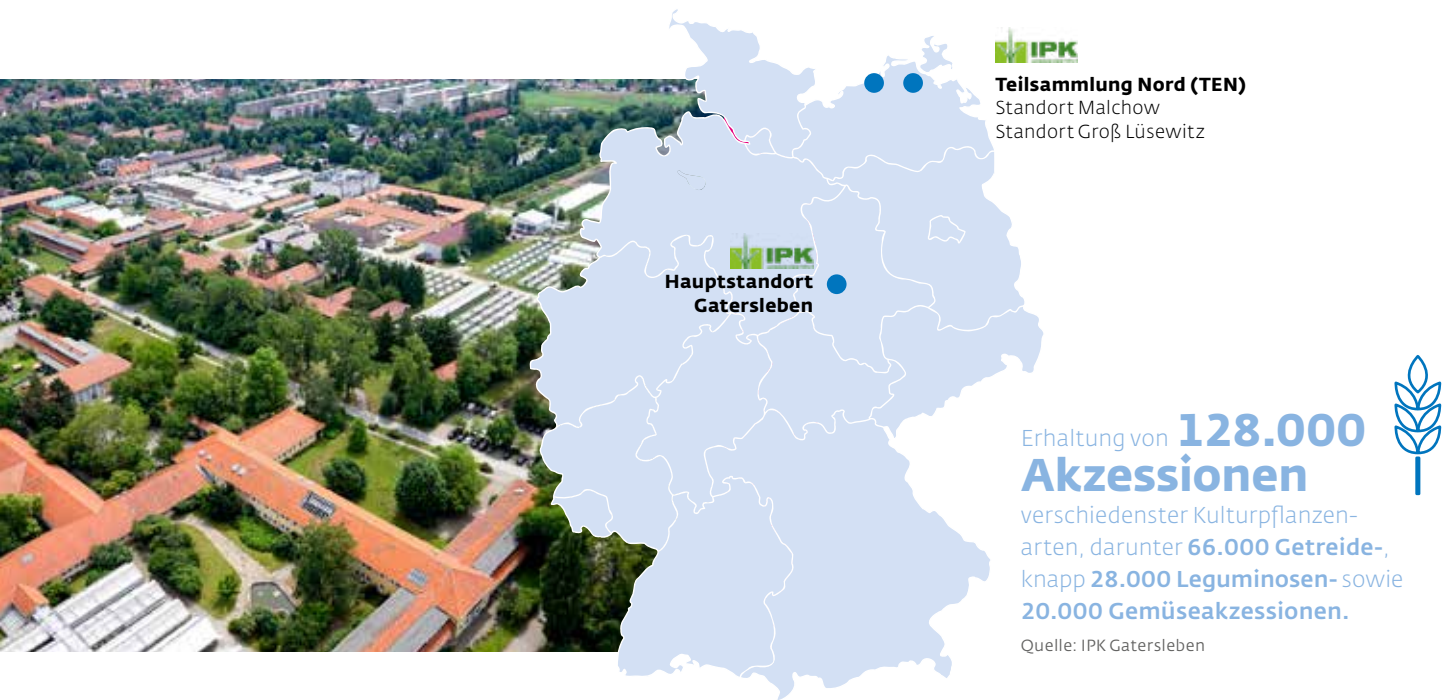 IPK
Teilsammlung Nord (TEN)
Standort Malchow
Standort Groß Lüsewitz
IPK
Hauptstandort
Gatersleben
Erhaltung von 128.000
Akzessionen
verschiedenster Kulturpflanzen-
arten, darunter 66.000 Getreide-,
knapp 28.000 Leguminosen- sowie
20.000 Gemüseakzessionen.
Quelle: IPK Gatersleben